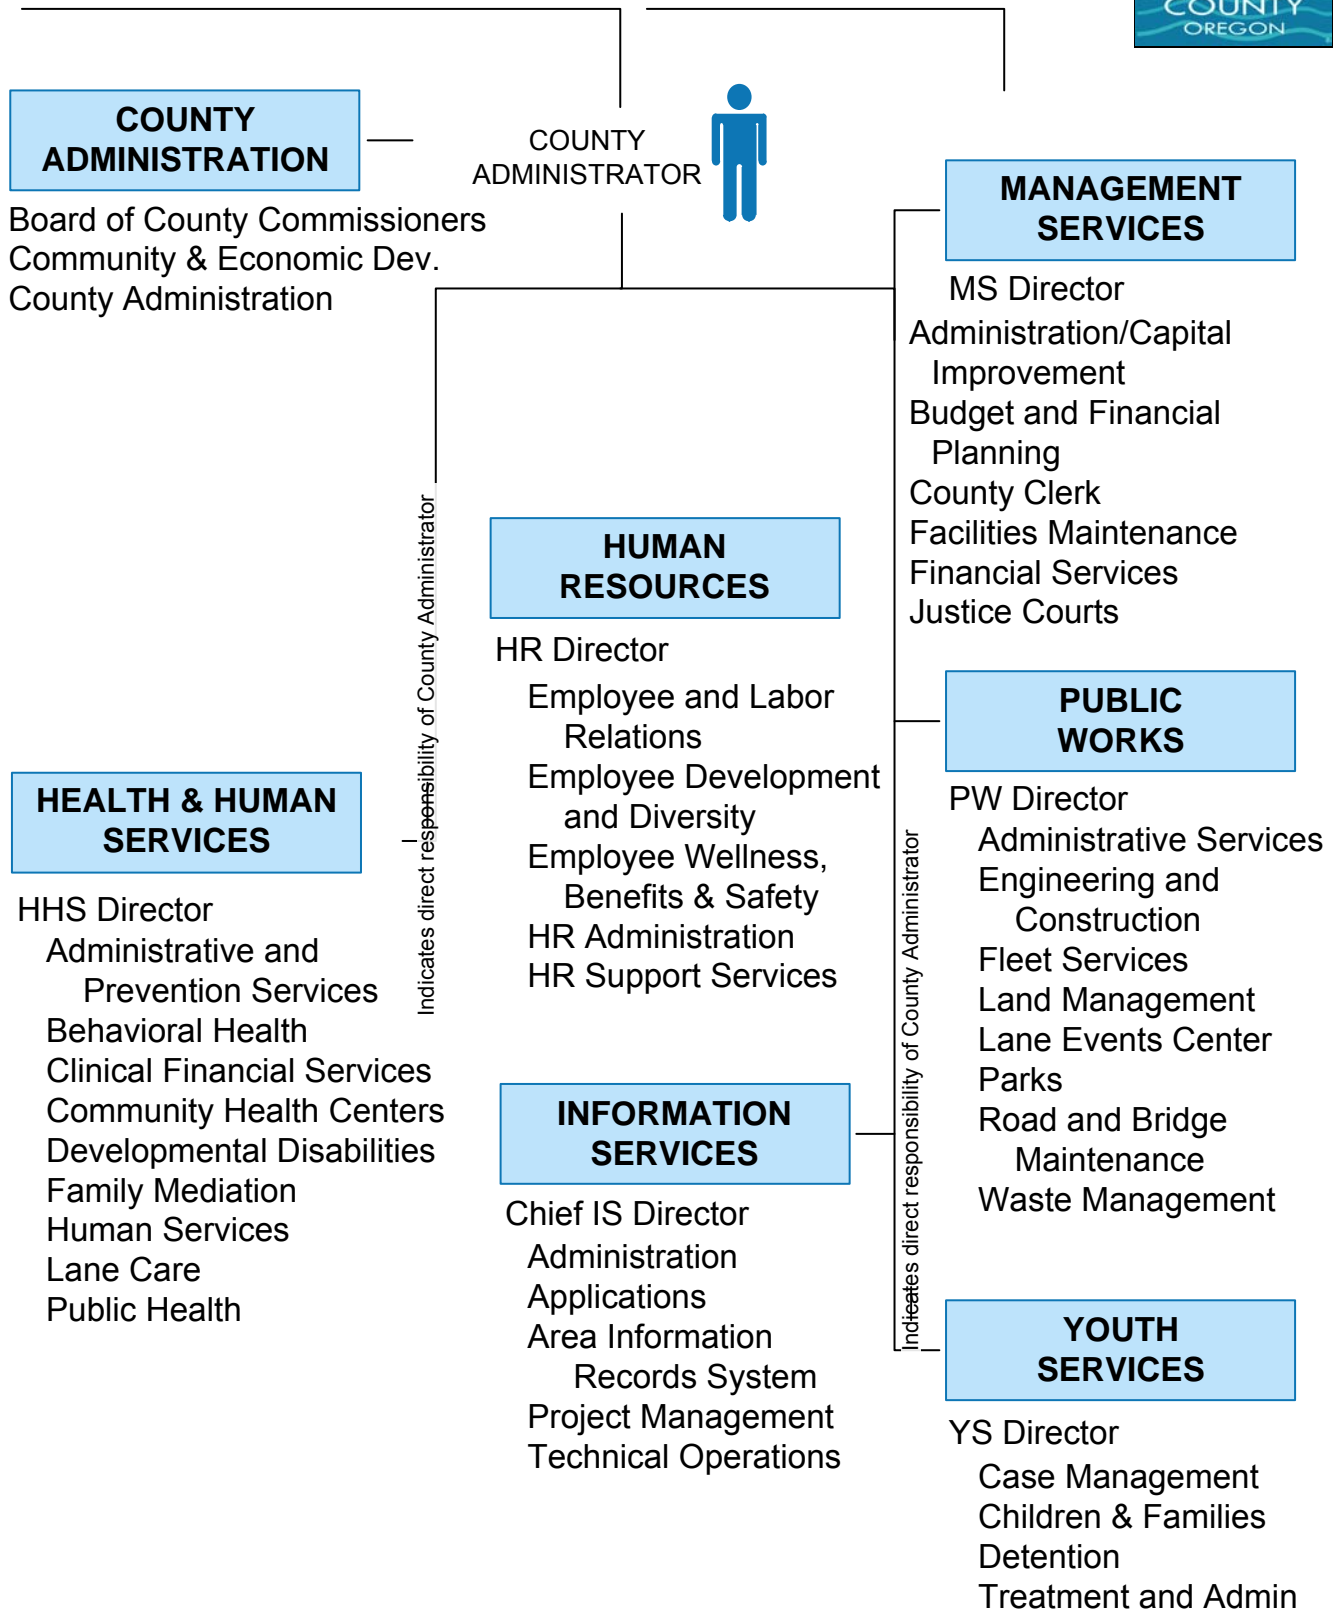 COUNTY
OREGON
COUNTY
ADMINISTRATION
Board of County Commissioners
Community & Economic Dev.
County Administration
COUNTY
ADMINISTRATOR
MANAGEMENT
SERVICES
MS Director
Administration/Capital
Improvement
Budget and Financial
Planning
County Clerk
Facilities Maintenance
Financial Services
Justice Courts
Indicates direct responsibility of County Administrator
HUMAN
RESOURCES
HR Director
Employee and Labor
Relations
Employee Development
and Diversity
Employee Wellness,
Benefits & Safety
HR Administration
HR Support Services
PUBLIC
WORKS
PW Director
Administrative Services
Engineering and
Construction
Fleet Services
Land Management
Lane Events Center
Parks
Road and Bridge
Maintenance
Waste Management
HEALTH & HUMAN
SERVICES
HHS Director
Administrative and
Prevention Services
Behavioral Health
Clinical Financial Services
Community Health Centers
Developmental Disabilities
Family Mediation
Human Services
Lane Care
Public Health
INFORMATION
SERVICES
Chief IS Director
Administration
Applications
Area Information
Records System
Project Management
Technical Operations
Indicates direct responsibility of County Administrator
YOUTH
SERVICES
YS Director
Case Management
Children & Families
Detention
Treatment and Admin